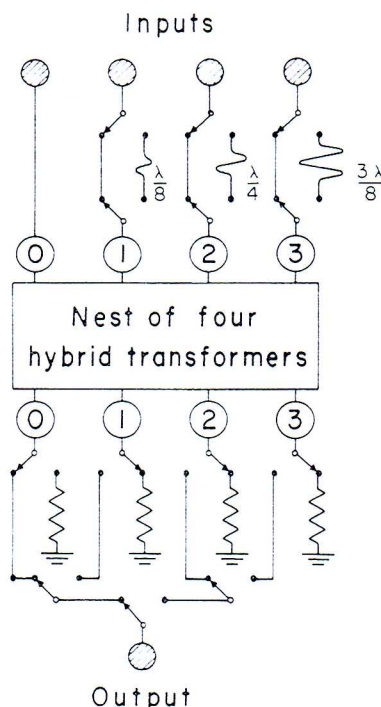 Inputs
λ/8
λ/4
3λ/8
0 1 2 3
Nest of four
hybrid transformers
0 1 2 3
Output